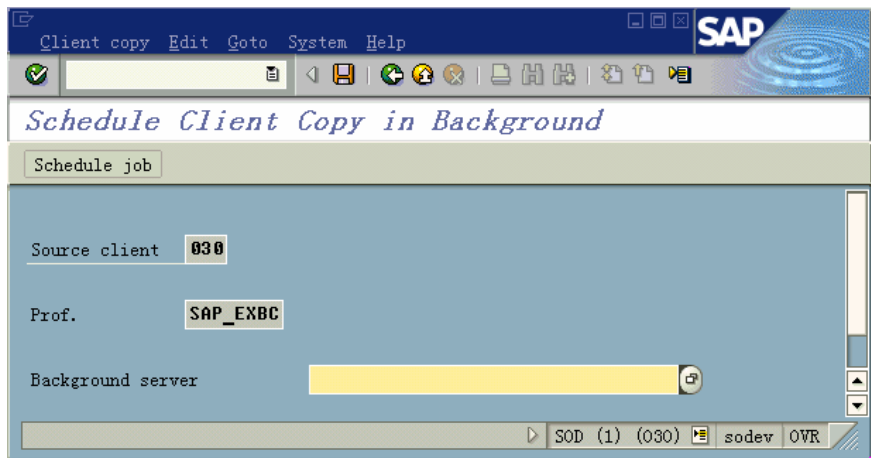 Client copy Edit Goto System Help
SAP
Schedule Client Copy in Background
Schedule job
Source client 030
Prof. SAP_EXBC
Background server
SOD (1) (030) sodev OVR